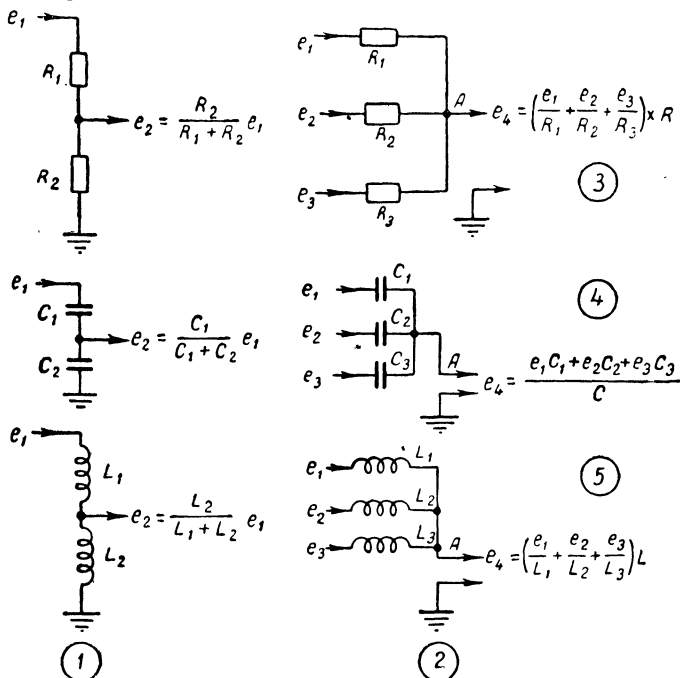 e₁
R₁
e₂ = R₂ / (R₁ + R₂) e₁
R₂
e₁
C₁
e₂ = C₁ / (C₁ + C₂) e₁
C₂
e₁
L₁
e₂ = L₂ / (L₁ + L₂) e₁
L₂
1
e₁
R₁
e₂
R₂
A
e₄ = (e₁/R₁ + e₂/R₂ + e₃/R₃) × R
e₃
R₃
3
e₁
C₁
4
e₂
C₂
e₃
C₃
A
e₄ = (e₁C₁ + e₂C₂ + e₃C₃) / C
e₁
L₁
5
e₂
L₂
e₃
L₃
A
e₄ = (e₁/L₁ + e₂/L₂ + e₃/L₃) L
2